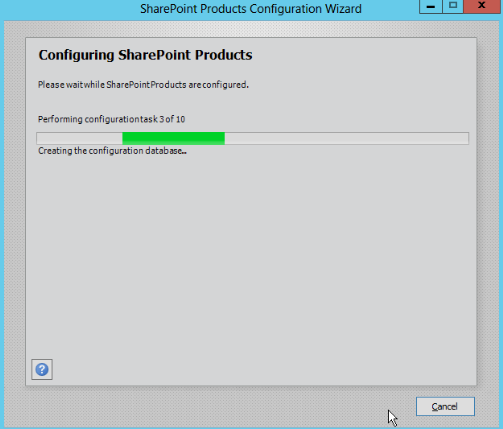 SharePoint Products Configuration Wizard
Configuring SharePoint Products
Please wait while SharePoint Products are configured.
Performing configuration task 3 of 10
Creating the configuration database...
?
Cancel